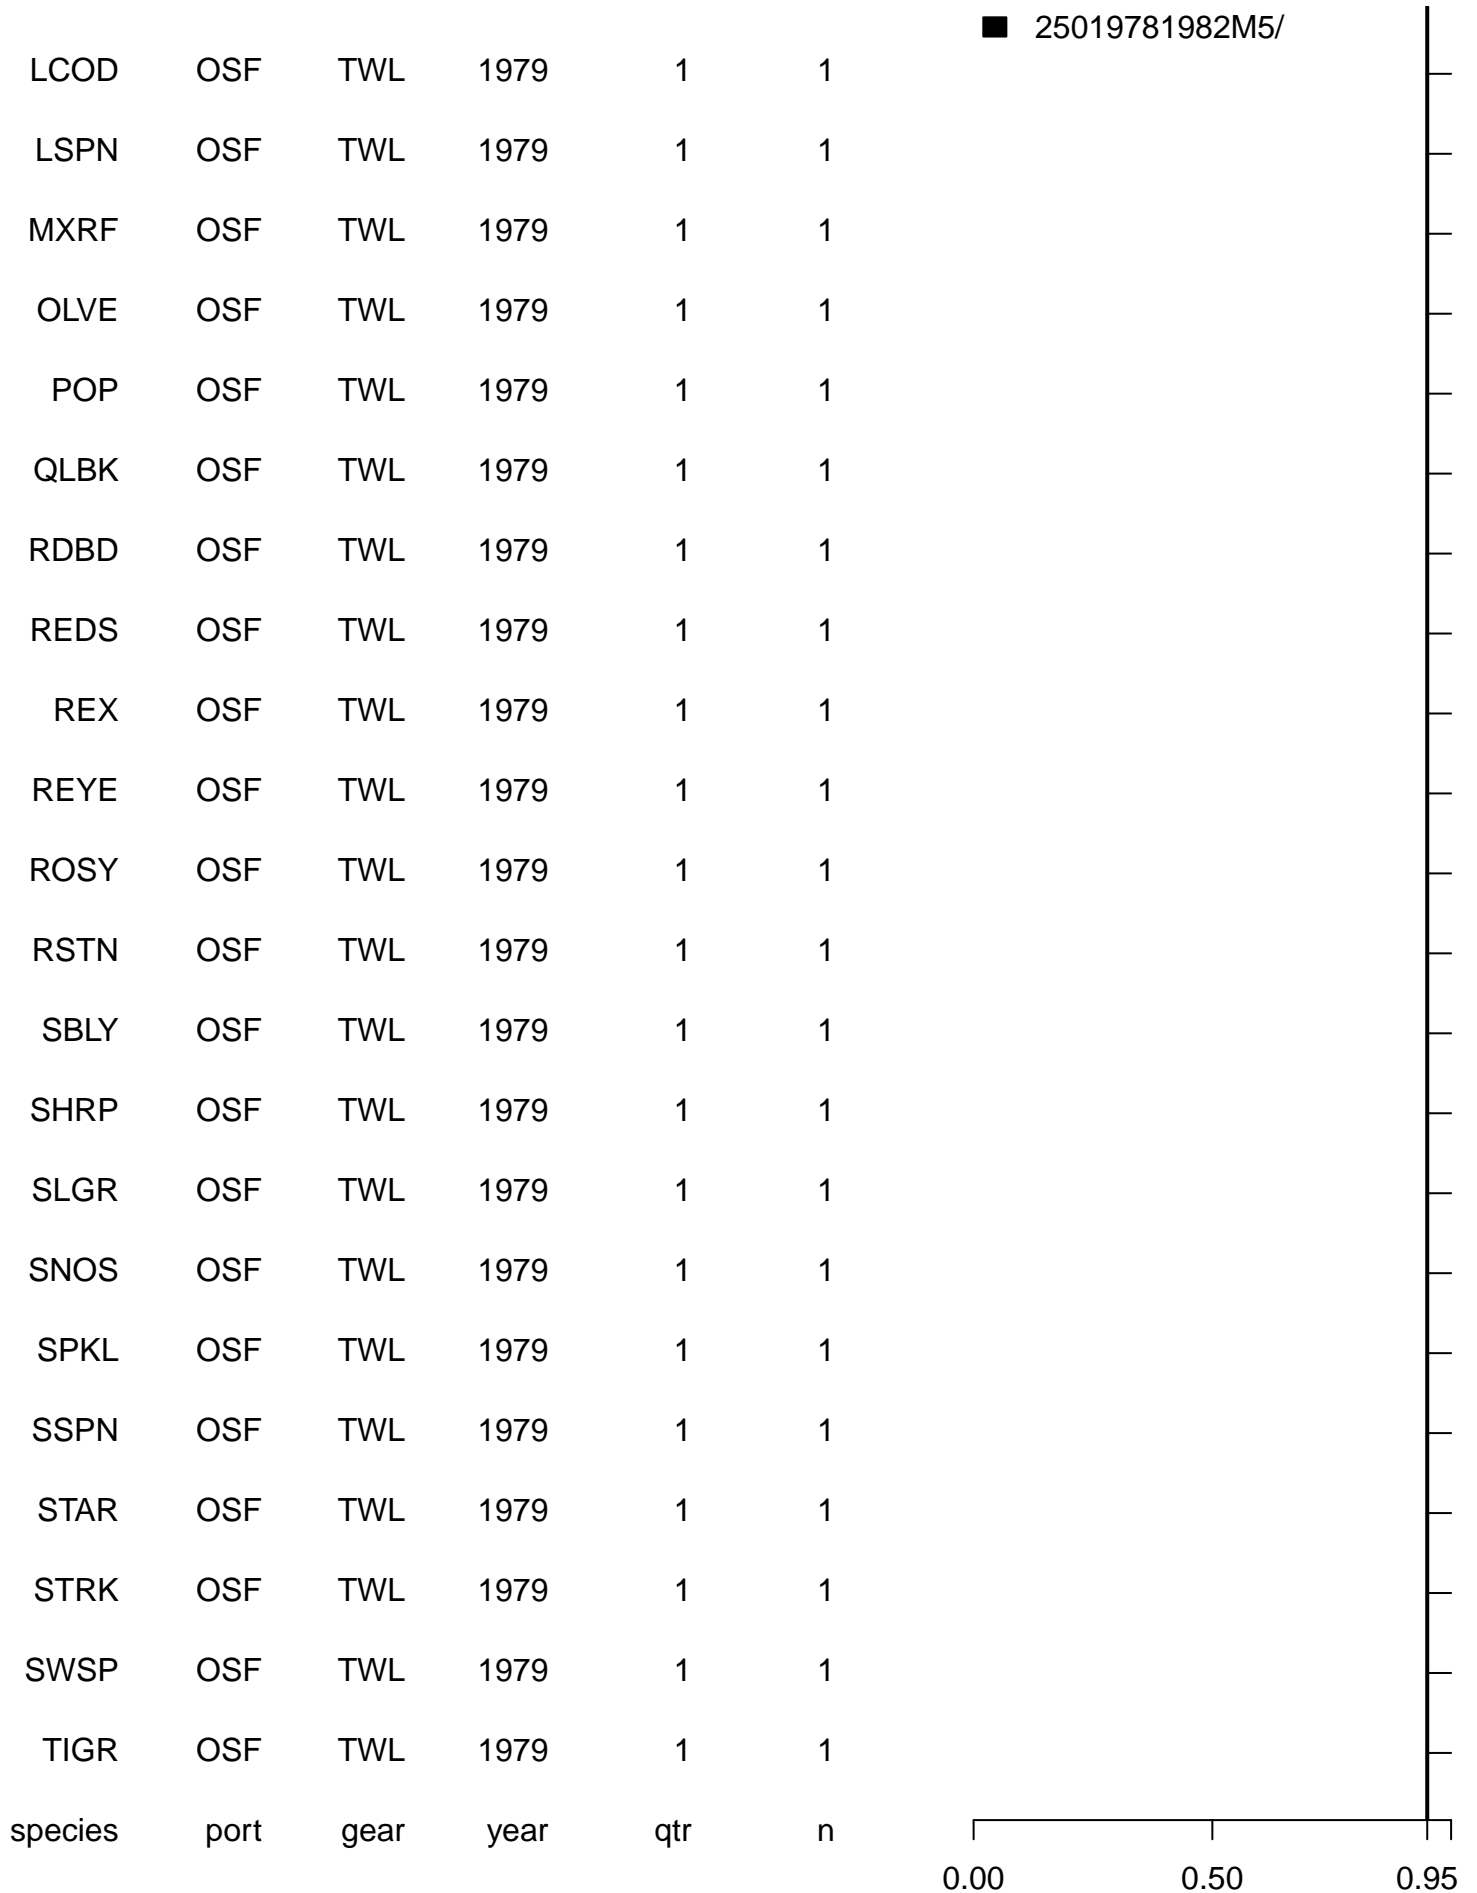 25019781982M5/
LCOD OSF TWL 1979 1 1
LSPN OSF TWL 1979 1 1
MXRF OSF TWL 1979 1 1
OLVE OSF TWL 1979 1 1
POP OSF TWL 1979 1 1
QLBK OSF TWL 1979 1 1
RDBD OSF TWL 1979 1 1
REDS OSF TWL 1979 1 1
REX OSF TWL 1979 1 1
REYE OSF TWL 1979 1 1
ROSY OSF TWL 1979 1 1
RSTN OSF TWL 1979 1 1
SBLY OSF TWL 1979 1 1
SHRP OSF TWL 1979 1 1
SLGR OSF TWL 1979 1 1
SNOS OSF TWL 1979 1 1
SPKL OSF TWL 1979 1 1
SSPN OSF TWL 1979 1 1
STAR OSF TWL 1979 1 1
STRK OSF TWL 1979 1 1
SWSP OSF TWL 1979 1 1
TIGR OSF TWL 1979 1 1
species port gear year qtr n
0.00 0.50 0.95